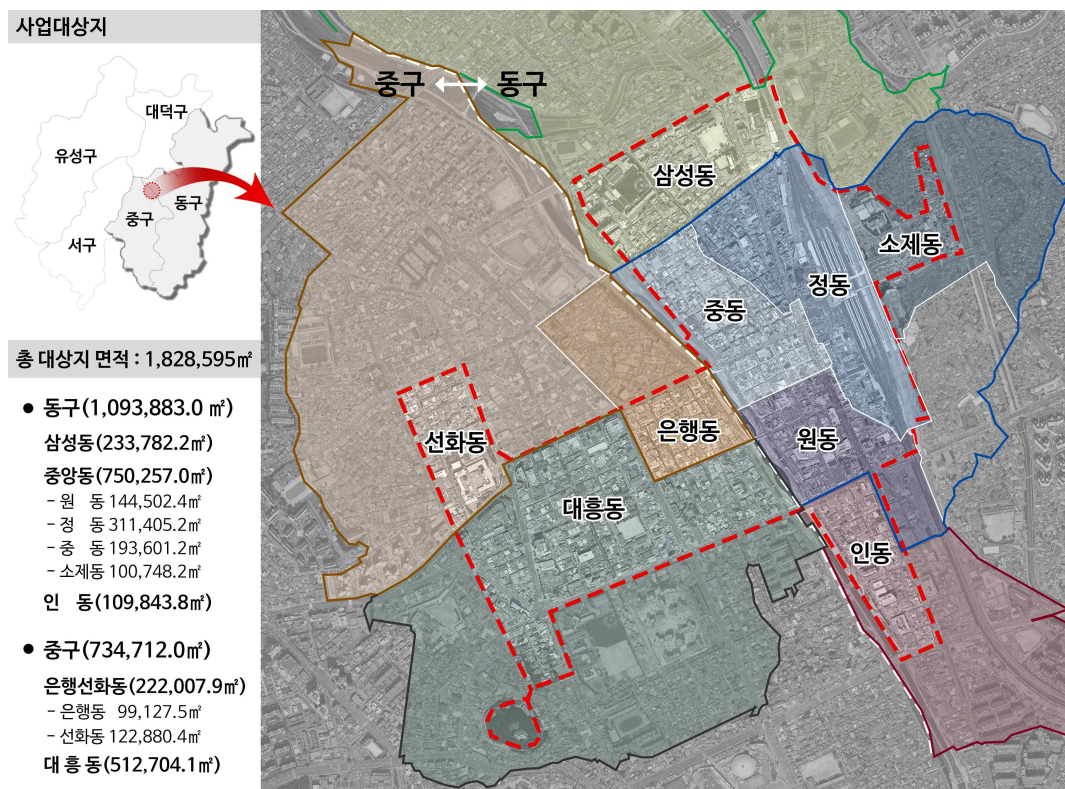 사업대상지
대덕구
유성구
동구
중구
서구
총 대상지 면적 : 1,828,595㎡
● 동구(1,093,883.0 ㎡)
삼성동(233,782.2㎡)
중앙동(750,257.0㎡)
- 원 동 144,502.4㎡
- 정 동 311,405.2㎡
- 중 동 193,601.2㎡
- 소제동 100,748.2㎡
인 동(109,843.8㎡)
● 중구(734,712.0㎡)
은행선화동(222,007.9㎡)
- 은행동 99,127.5㎡
- 선화동 122,880.4㎡
대 흥 동(512,704.1㎡)
중구 ↔ 동구
삼성동
소제동
정동
중동
은행동
원동
선화동
대흥동
인동